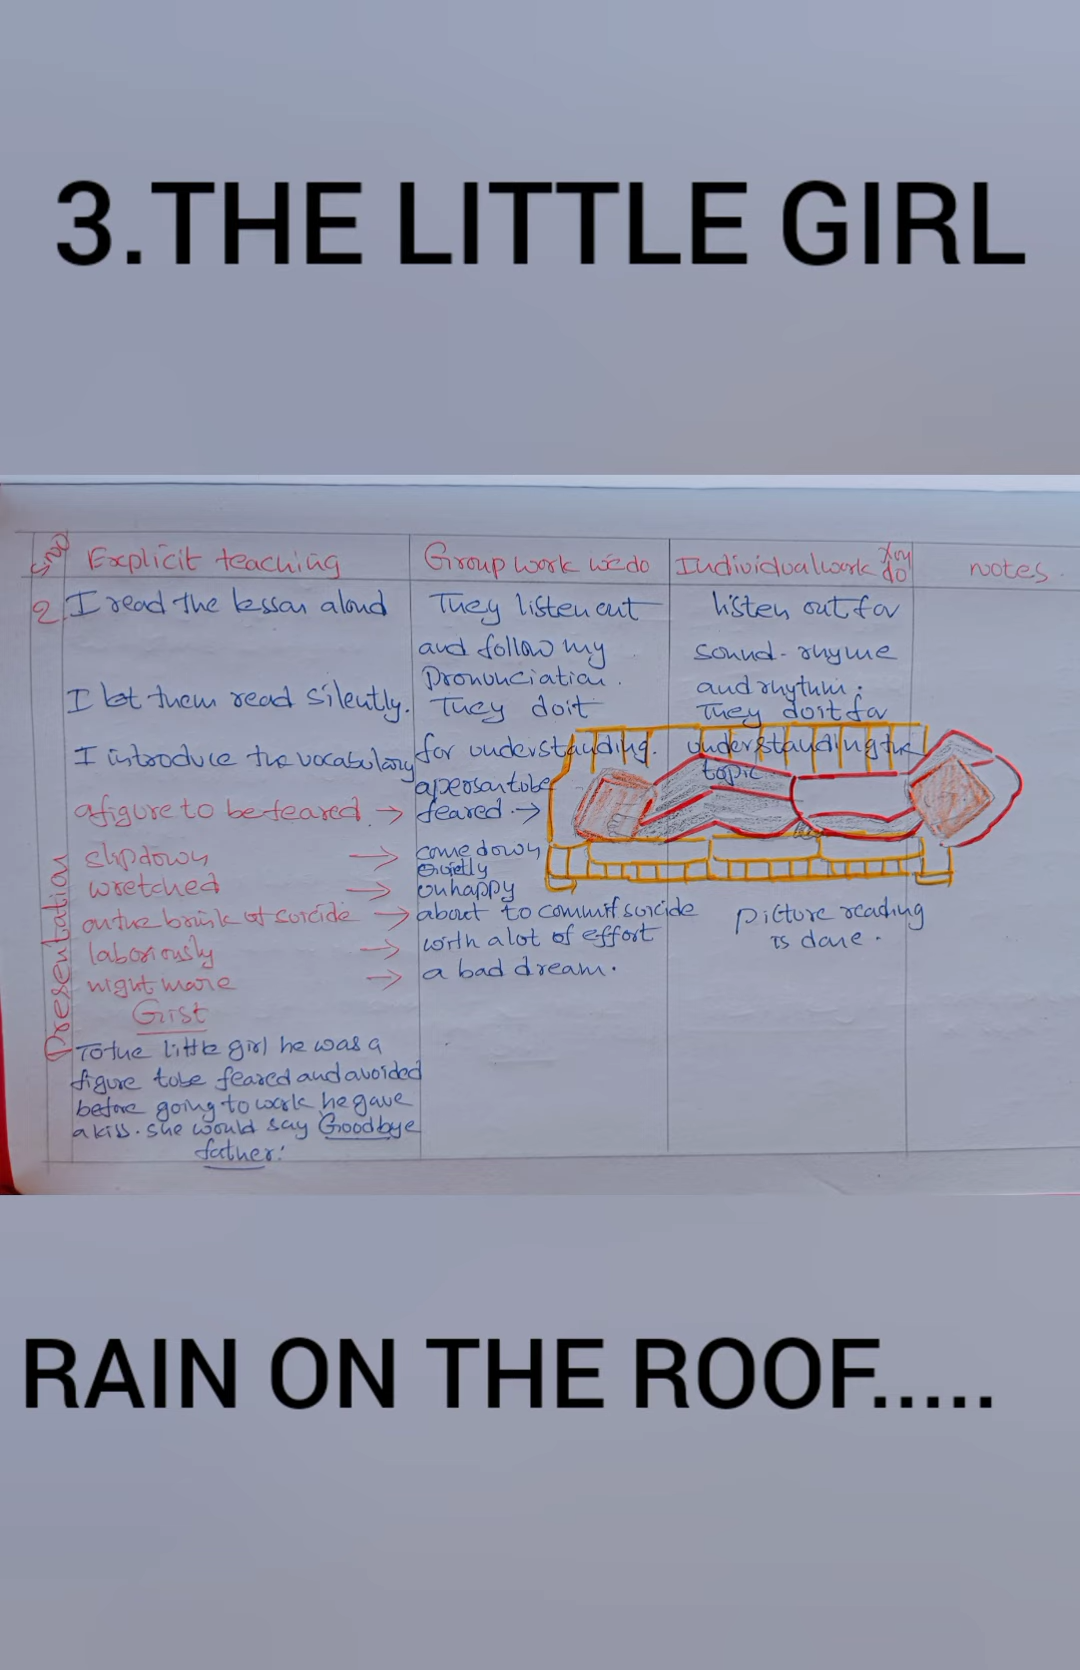 3.THE LITTLE GIRL
Explicit teaching
Group work we do
Individual work You do
notes
2. I read the lesson aloud
They listen out
listen out for
and follow my
sound - rhyme
pronunciation.
and rhythm.
I let them read silently.
They do it
They do it for
I introduce the vocabulary
for understanding.
understanding the
topic
a person to be
a figure to be feared. →
feared. →
slip down →
come down
quietly
wretched →
unhappy
on the brink of suicide →
about to commit suicide
picture reading
is done.
laboriously →
with a lot of effort
night mare →
a bad dream.
Presentation
Gist
To the little girl he was a
figure to be feared and avoided
before going to work he gave
a kiss. she would say Goodbye
father.'
RAIN ON THE ROOF.....